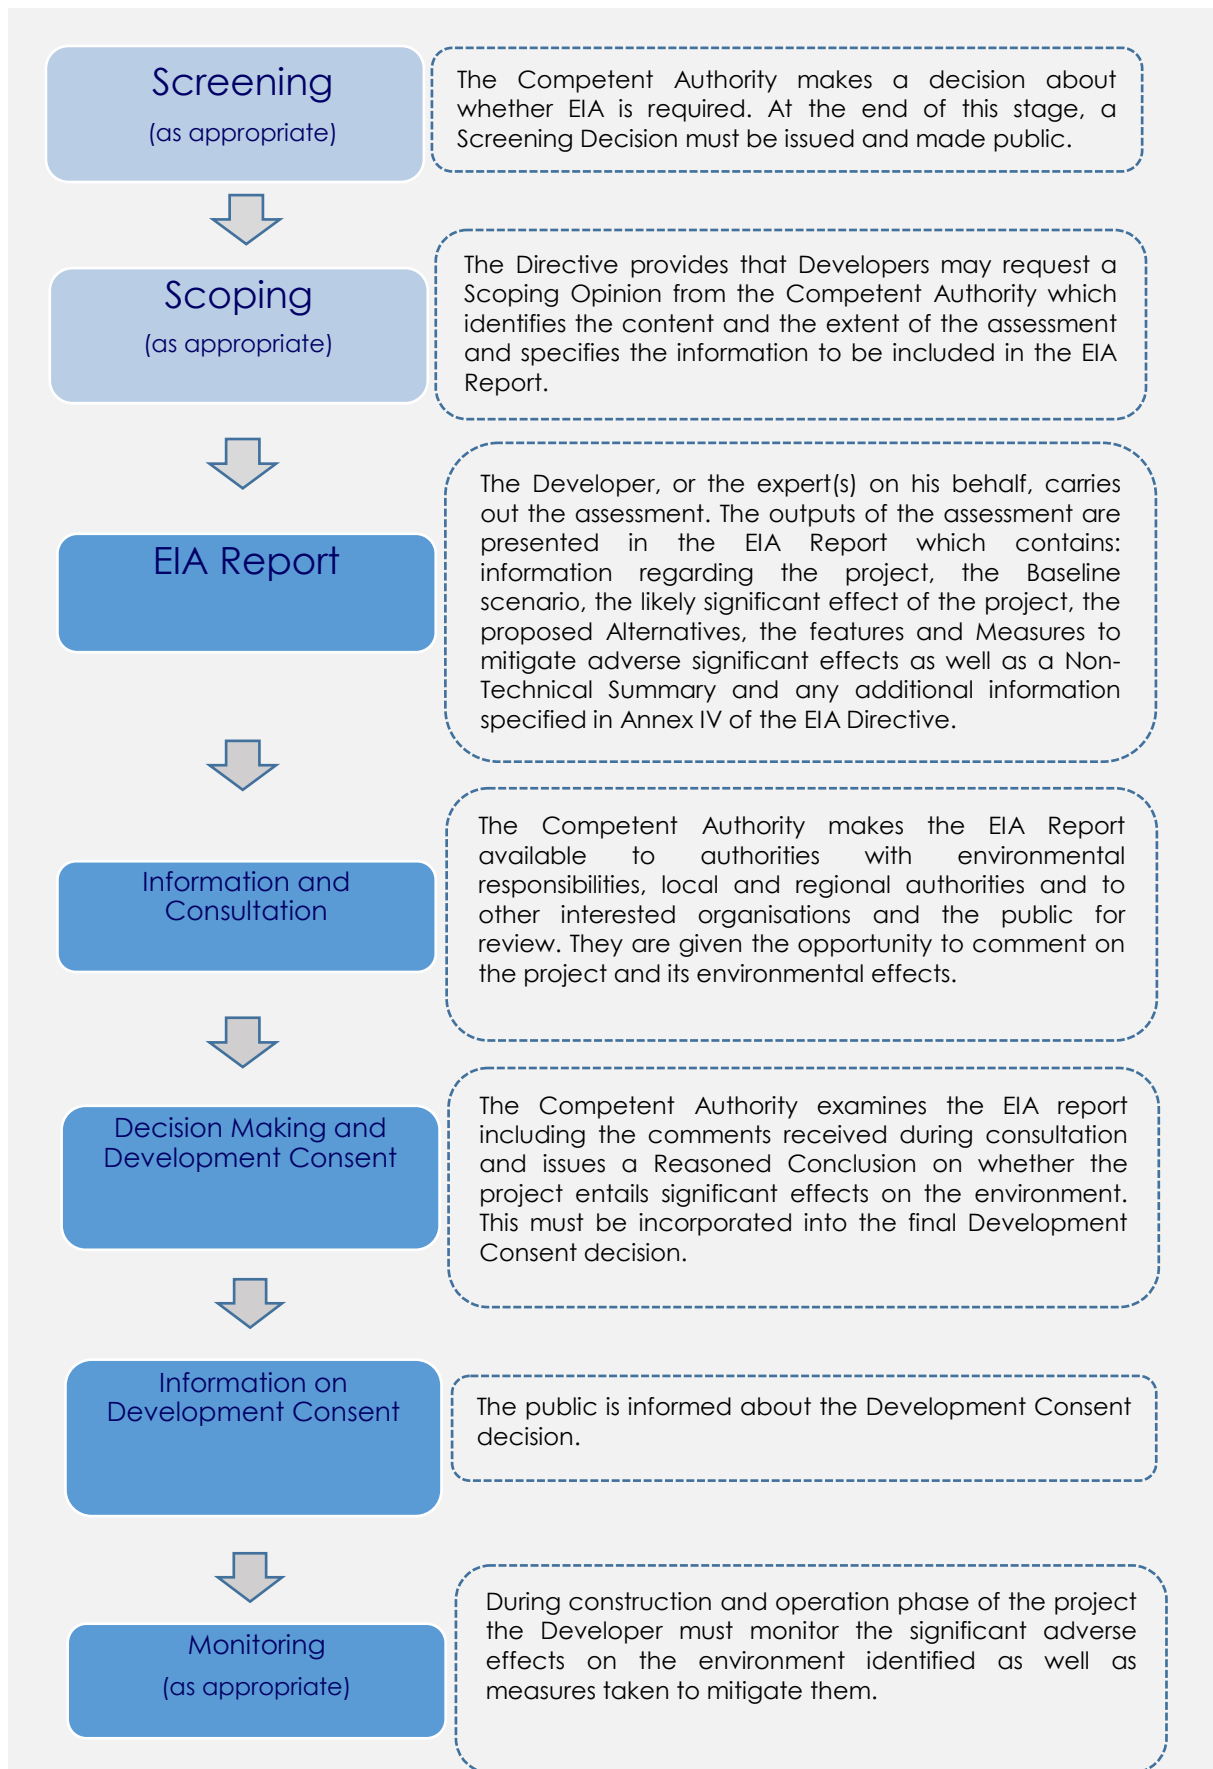 Screening
(as appropriate)
The Competent Authority makes a decision about
whether EIA is required. At the end of this stage, a
Screening Decision must be issued and made public.
Scoping
(as appropriate)
The Directive provides that Developers may request a
Scoping Opinion from the Competent Authority which
identifies the content and the extent of the assessment
and specifies the information to be included in the EIA
Report.
EIA Report
The Developer, or the expert(s) on his behalf, carries
out the assessment. The outputs of the assessment are
presented in the EIA Report which contains:
information regarding the project, the Baseline
scenario, the likely significant effect of the project, the
proposed Alternatives, the features and Measures to
mitigate adverse significant effects as well as a Non-
Technical Summary and any additional information
specified in Annex IV of the EIA Directive.
Information and
Consultation
The Competent Authority makes the EIA Report
available to authorities with environmental
responsibilities, local and regional authorities and to
other interested organisations and the public for
review. They are given the opportunity to comment on
the project and its environmental effects.
Decision Making and
Development Consent
The Competent Authority examines the EIA report
including the comments received during consultation
and issues a Reasoned Conclusion on whether the
project entails significant effects on the environment.
This must be incorporated into the final Development
Consent decision.
Information on
Development Consent
The public is informed about the Development Consent
decision.
Monitoring
(as appropriate)
During construction and operation phase of the project
the Developer must monitor the significant adverse
effects on the environment identified as well as
measures taken to mitigate them.